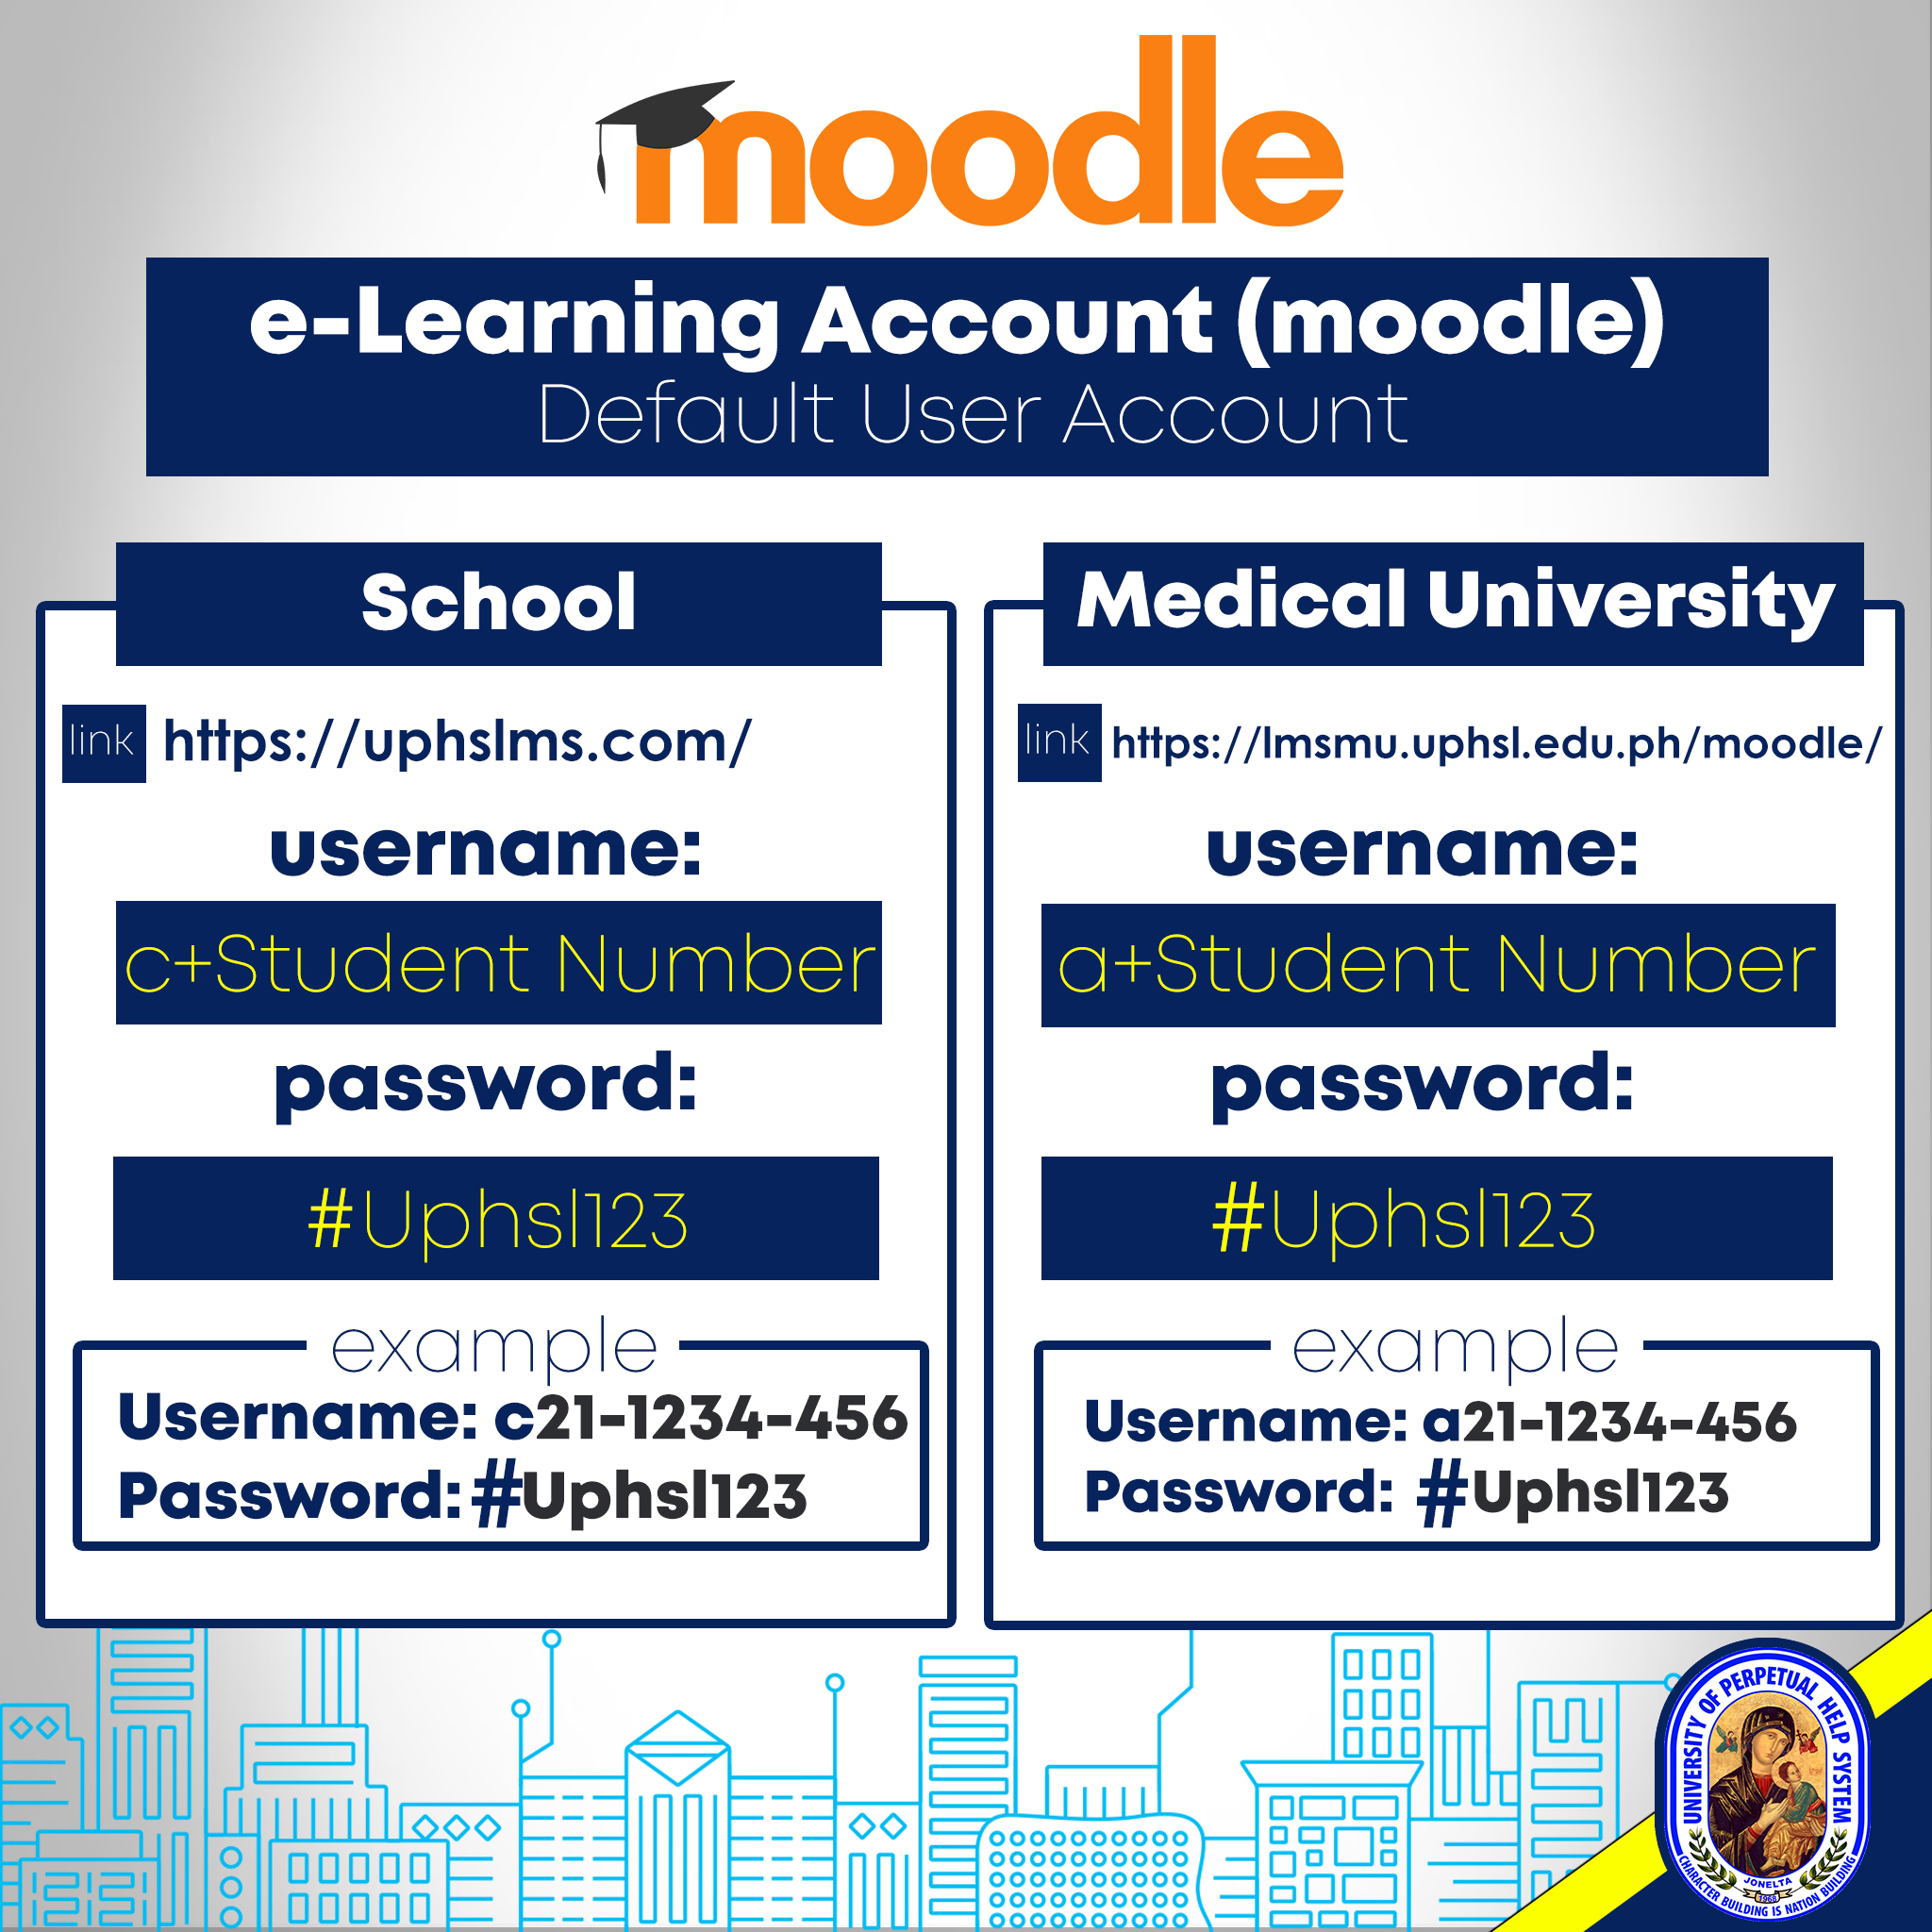 moodle
e-Learning Account (moodle)
Default User Account
School
link https://uphslms.com/
username:
c+Student Number
password:
#Uphsl123
example
Username: c21-1234-456
Password: #Uphsl123
Medical University
link https://lmsmu.uphsl.edu.ph/moodle/
username:
a+Student Number
password:
#Uphsl123
example
Username: a21-1234-456
Password: #Uphsl123
UNIVERSITY OF PERPETUAL HELP SYSTEM
JONELTA
1968
CHARACTER BUILDING IS NATION BUILDING